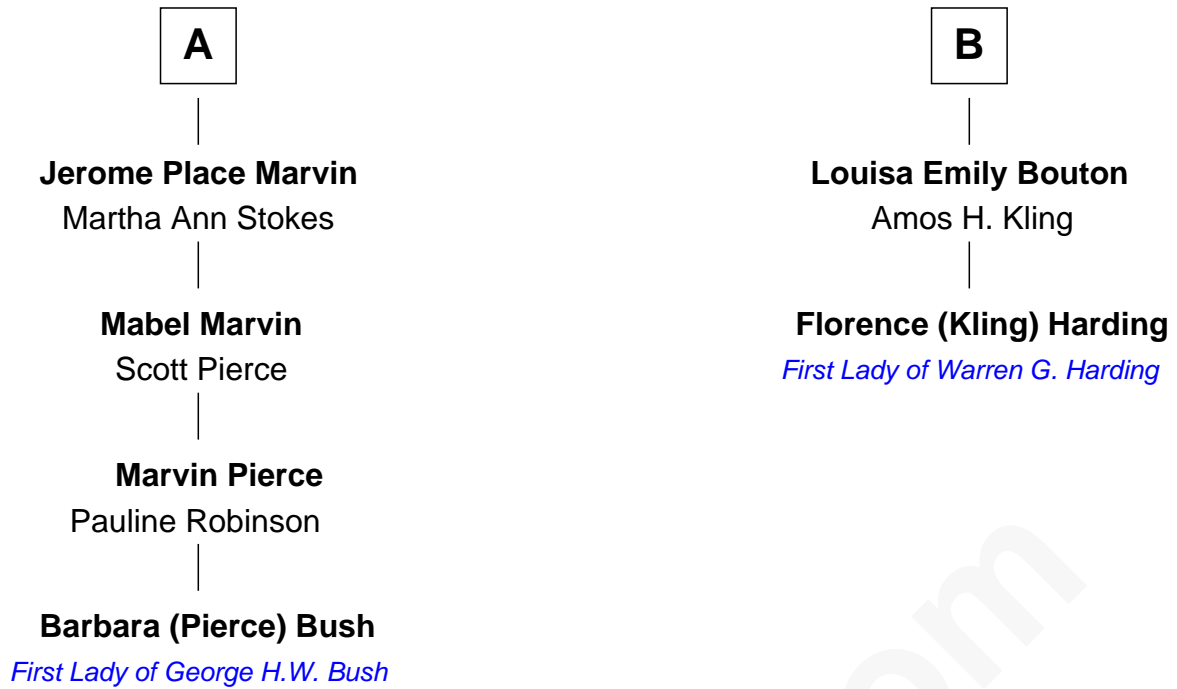 A
Jerome Place Marvin
Martha Ann Stokes
Mabel Marvin
Scott Pierce
Marvin Pierce
Pauline Robinson
Barbara (Pierce) Bush
First Lady of George H.W. Bush
B
Louisa Emily Bouton
Amos H. Kling
Florence (Kling) Harding
First Lady of Warren G. Harding
om